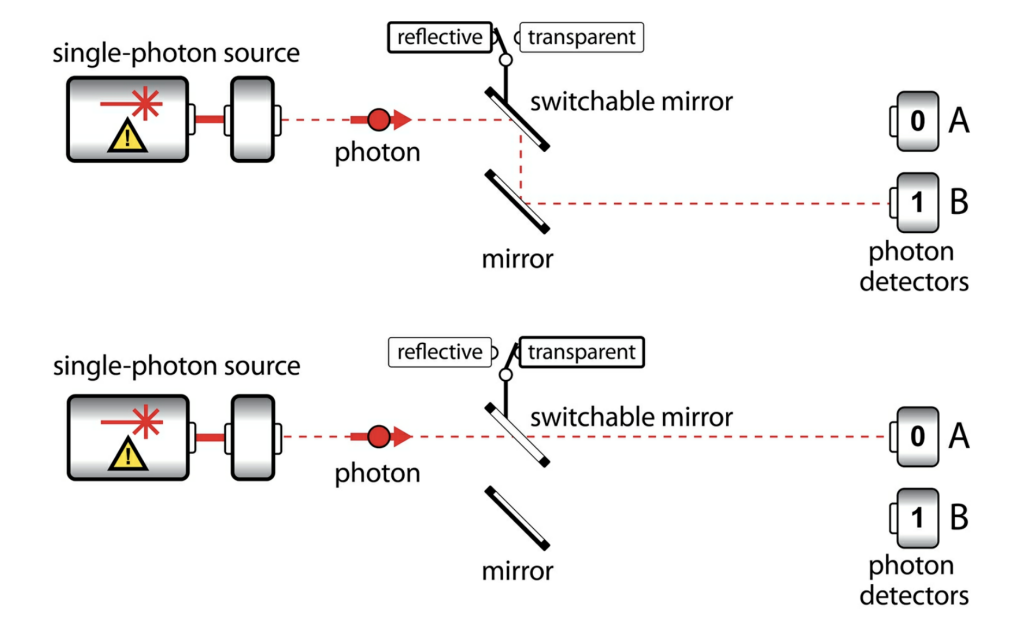 single-photon source
reflective
transparent
switchable mirror
!
photon
0 A
1 B
mirror
photon
detectors
single-photon source
reflective
transparent
switchable mirror
!
photon
0 A
1 B
mirror
photon
detectors